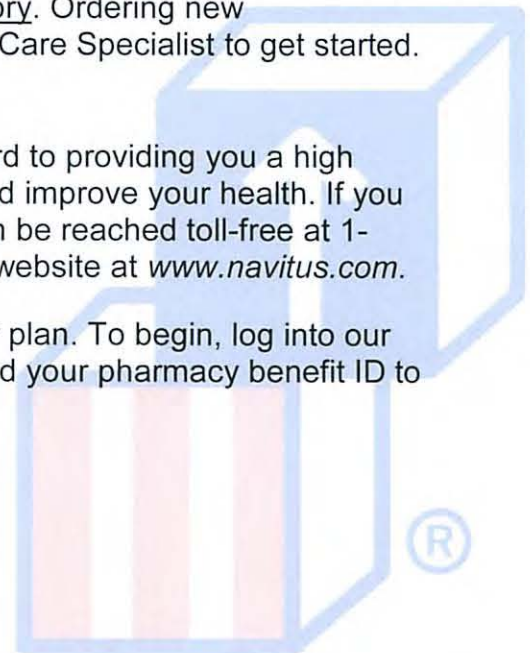 ory. Ordering new
Care Specialist to get started.
rd to providing you a high
d improve your health. If you
n be reached toll-free at 1-
website at www.navitus.com.
plan. To begin, log into our
d your pharmacy benefit ID to
®